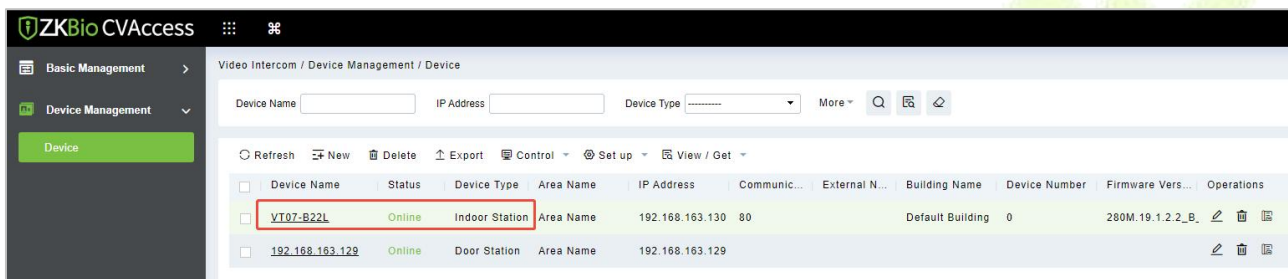 ZKBio CVAccess
Basic Management
Device Management
Device
Video Intercom / Device Management / Device
Device Name IP Address Device Type ---------- More
Refresh New Delete Export Control Set up View / Get
Device Name Status Device Type Area Name IP Address Communic... External N... Building Name Device Number Firmware Vers... Operations
VT07-B22L Online Indoor Station Area Name 192.168.163.130 80 Default Building 0 280M.19.1.2.2_B_
192.168.163.129 Online Door Station Area Name 192.168.163.129